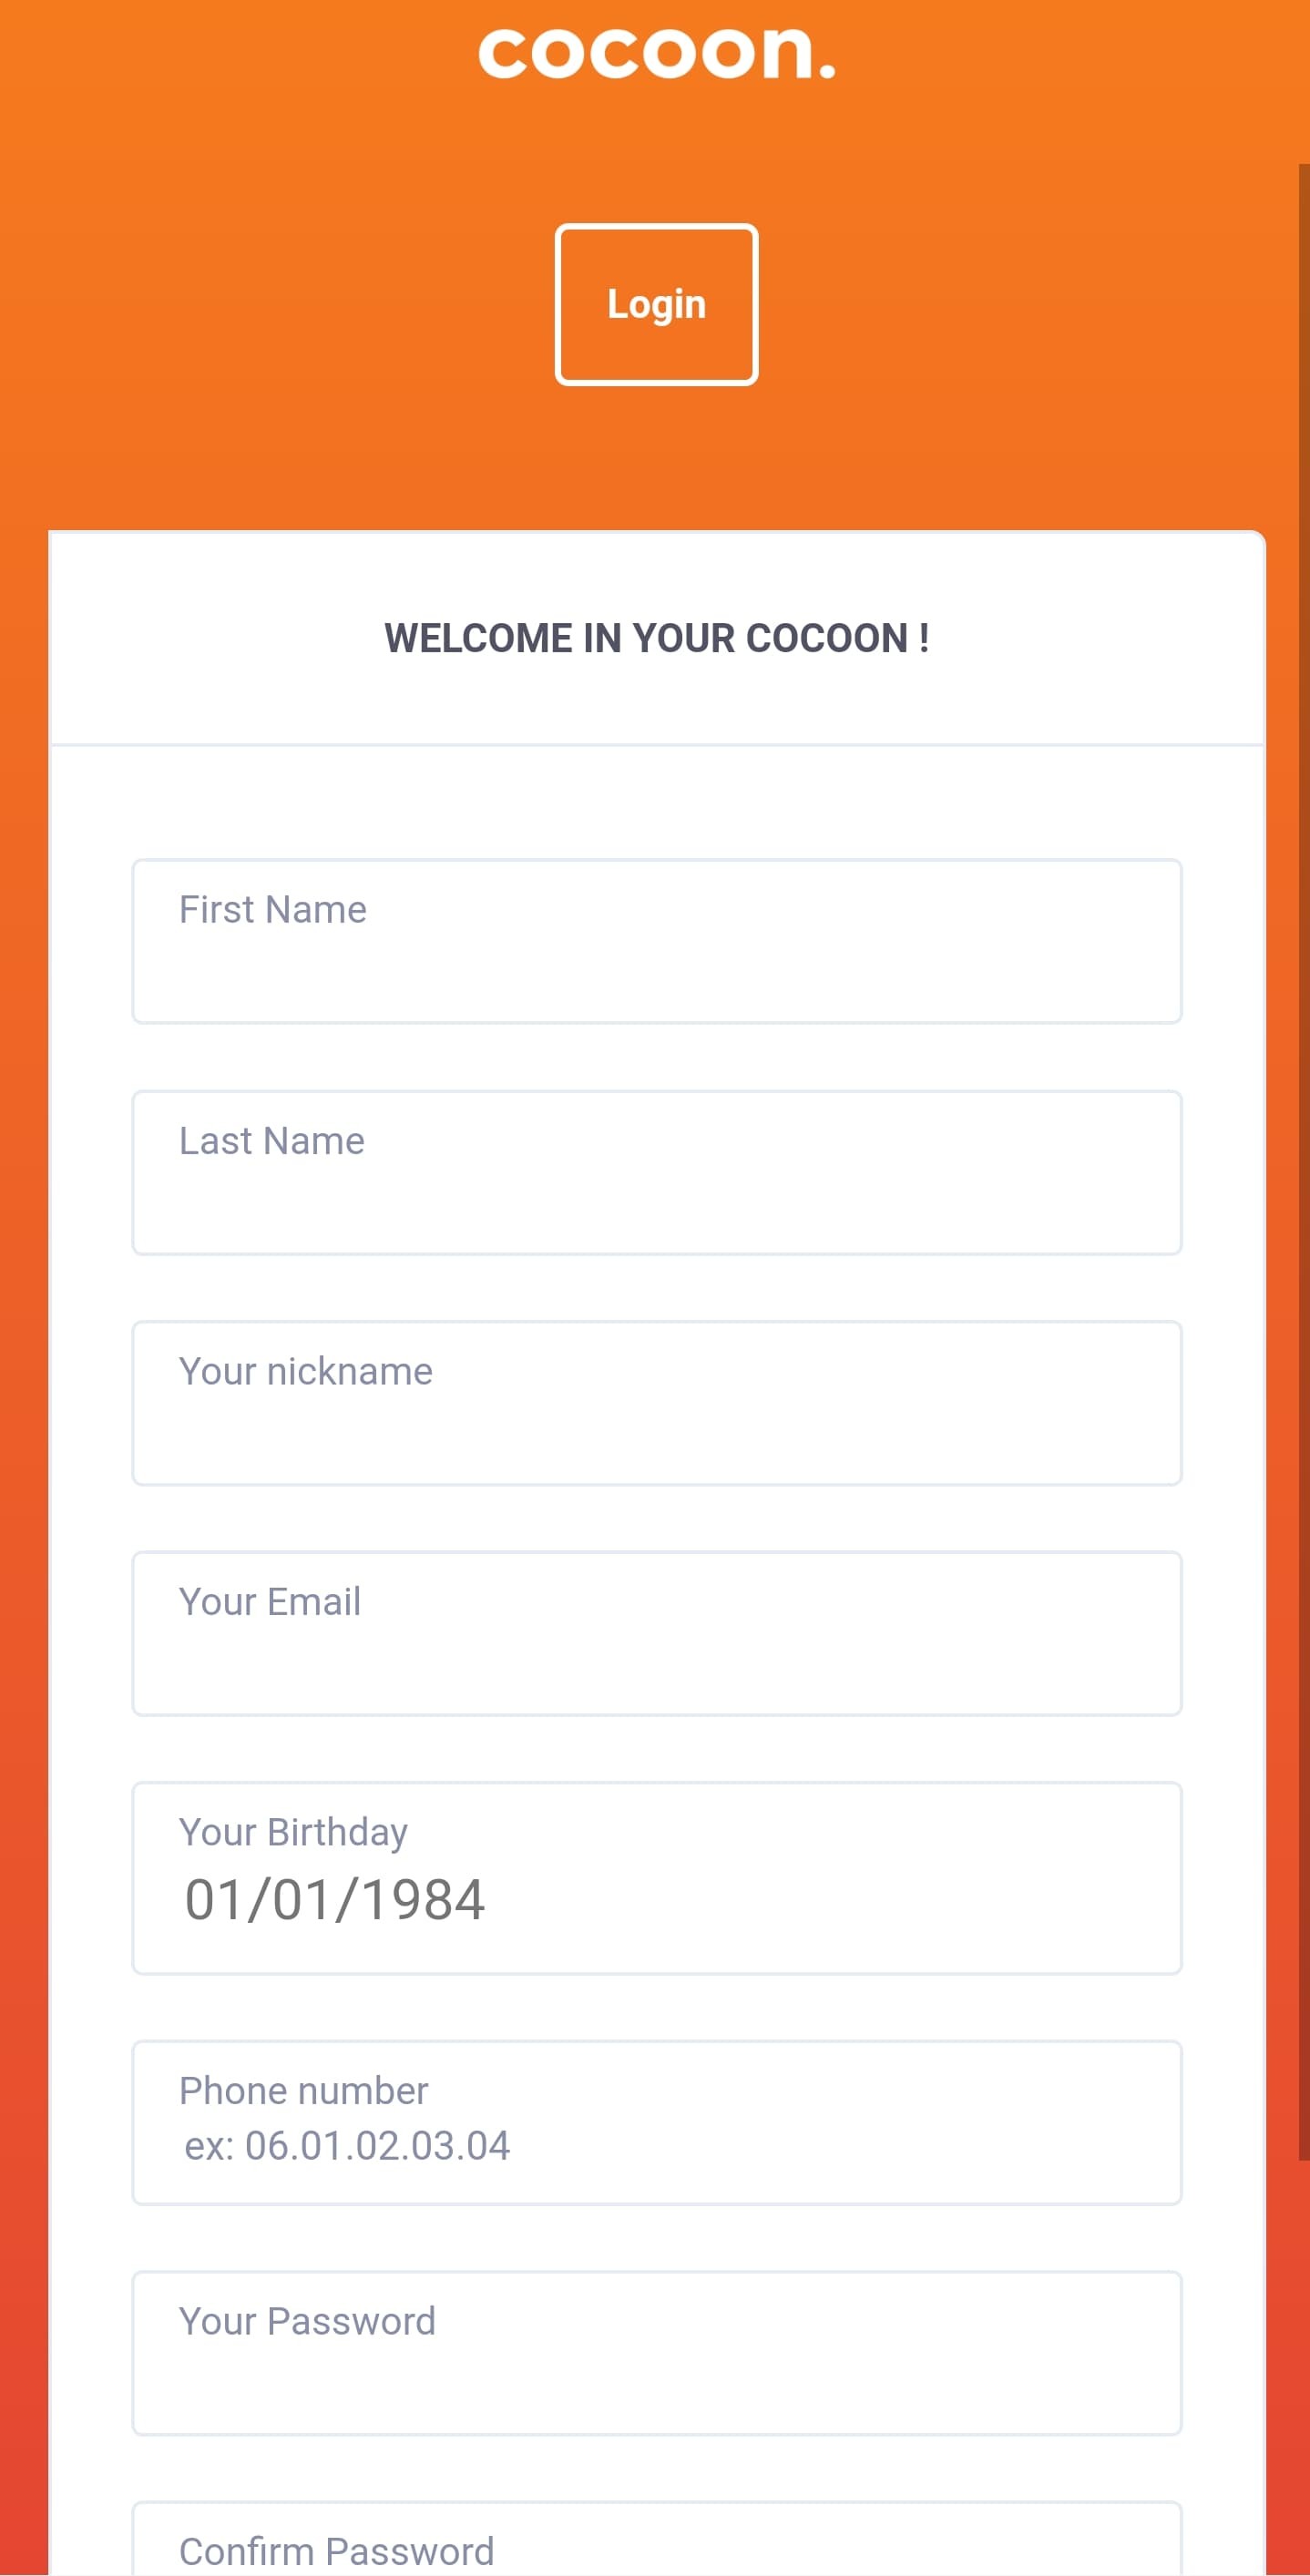 cocoon.
Login
WELCOME IN YOUR COCOON !
First Name
Last Name
Your nickname
Your Email
Your Birthday
01/01/1984
Phone number
ex: 06.01.02.03.04
Your Password
Confirm Password